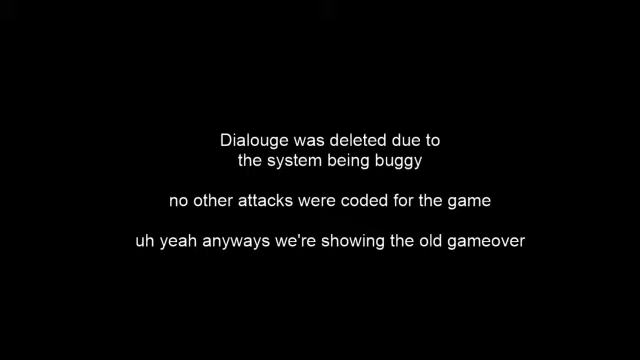 Dialouge was deleted due to
the system being buggy
no other attacks were coded for the game
uh yeah anyways we're showing the old gameover